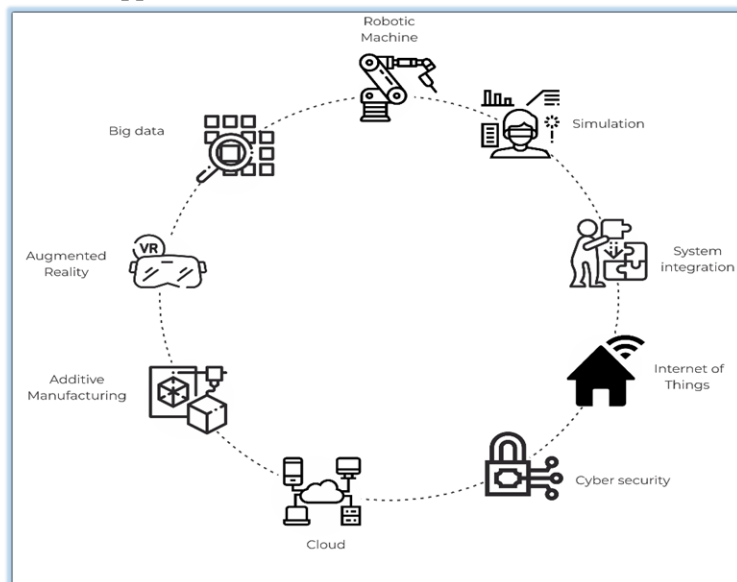 Robotic
Machine
Simulation
Big data
System
integration
Augmented
Reality
VR
Internet of
Things
Additive
Manufacturing
Cyber security
Cloud